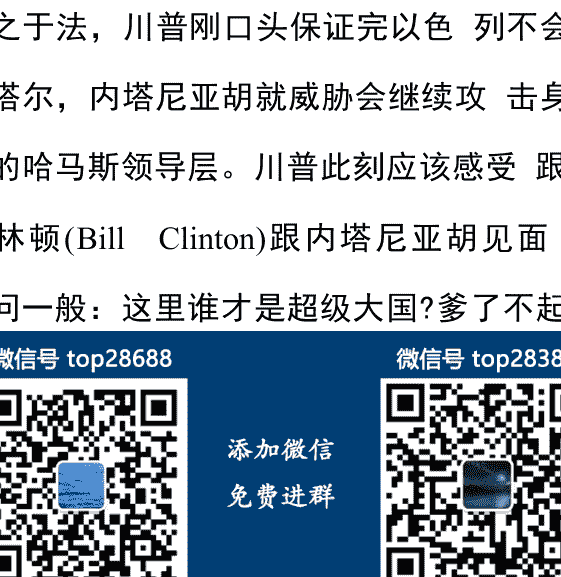 之于法，川普刚口头保证完以色 列不会
塔尔，内塔尼亚胡就威胁会继续攻 击身
的哈马斯领导层。川普此刻应该感受 跟
林顿(Bill Clinton)跟内塔尼亚胡见面
问一般：这里谁才是超级大国?爹了不起
微信号 top28688
微信号 top2838
添加微信
免费进群